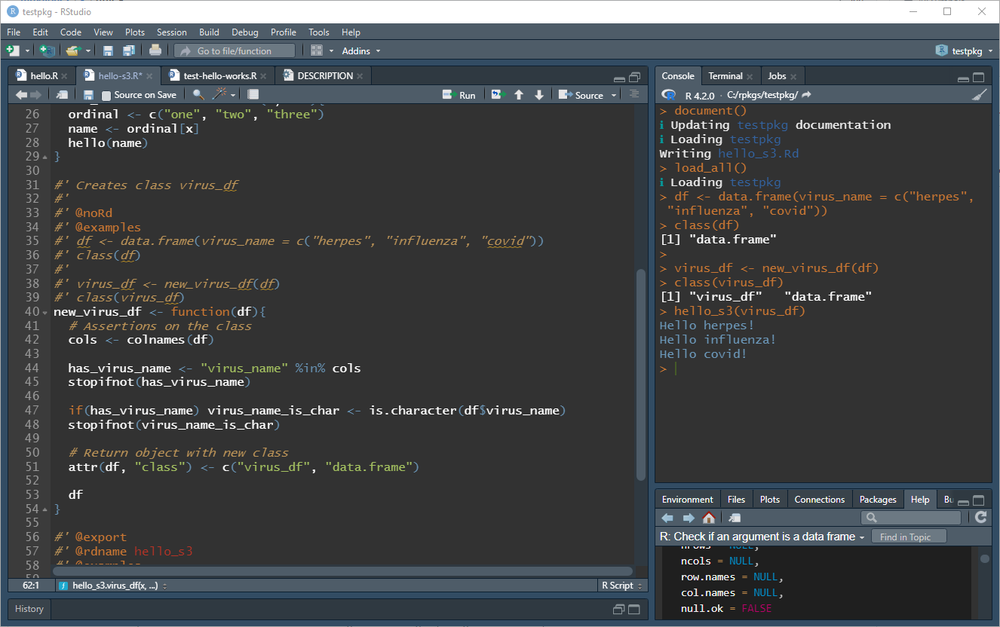 testpkg - RStudio
File Edit Code View Plots Session Build Debug Profile Tools Help
Go to file/function Addins testpkg
hello.R hello-s3.R* test-hello-works.R DESCRIPTION
Source on Save Run Source
26 ordinal <- c("one", "two", "three")
27 name <- ordinal[x]
28 hello(name)
29 }
30
31 #' Creates class virus_df
32 #'
33 #' @noRd
34 #' @examples
35 #' df <- data.frame(virus_name = c("herpes", "influenza", "covid"))
36 #' class(df)
37 #'
38 #' virus_df <- new_virus_df(df)
39 #' class(virus_df)
40 new_virus_df <- function(df){
41 # Assertions on the class
42 cols <- colnames(df)
43
44 has_virus_name <- "virus_name" %in% cols
45 stopifnot(has_virus_name)
46
47 if(has_virus_name) virus_name_is_char <- is.character(df$virus_name)
48 stopifnot(virus_name_is_char)
49
50 # Return object with new class
51 attr(df, "class") <- c("virus_df", "data.frame")
52
53 df
54 }
55
56 #' @export
57 #' @rdname hello_s3
58 #' @examples
59
62:1 hello_s3.virus_df(x, ...) R Script
History
Console Terminal Jobs
R 4.2.0 · C:/rpkgs/testpkg/
> document()
i Updating testpkg documentation
i Loading testpkg
Writing hello_s3.Rd
> load_all()
i Loading testpkg
> df <- data.frame(virus_name = c("herpes",
"influenza", "covid"))
> class(df)
[1] "data.frame"
>
> virus_df <- new_virus_df(df)
> class(virus_df)
[1] "virus_df" "data.frame"
> hello_s3(virus_df)
Hello herpes!
Hello influenza!
Hello covid!
>
Environment Files Plots Connections Packages Help Bu
R: Check if an argument is a data frame Find in Topic
nrows = NULL,
ncols = NULL,
row.names = NULL,
col.names = NULL,
null.ok = FALSE